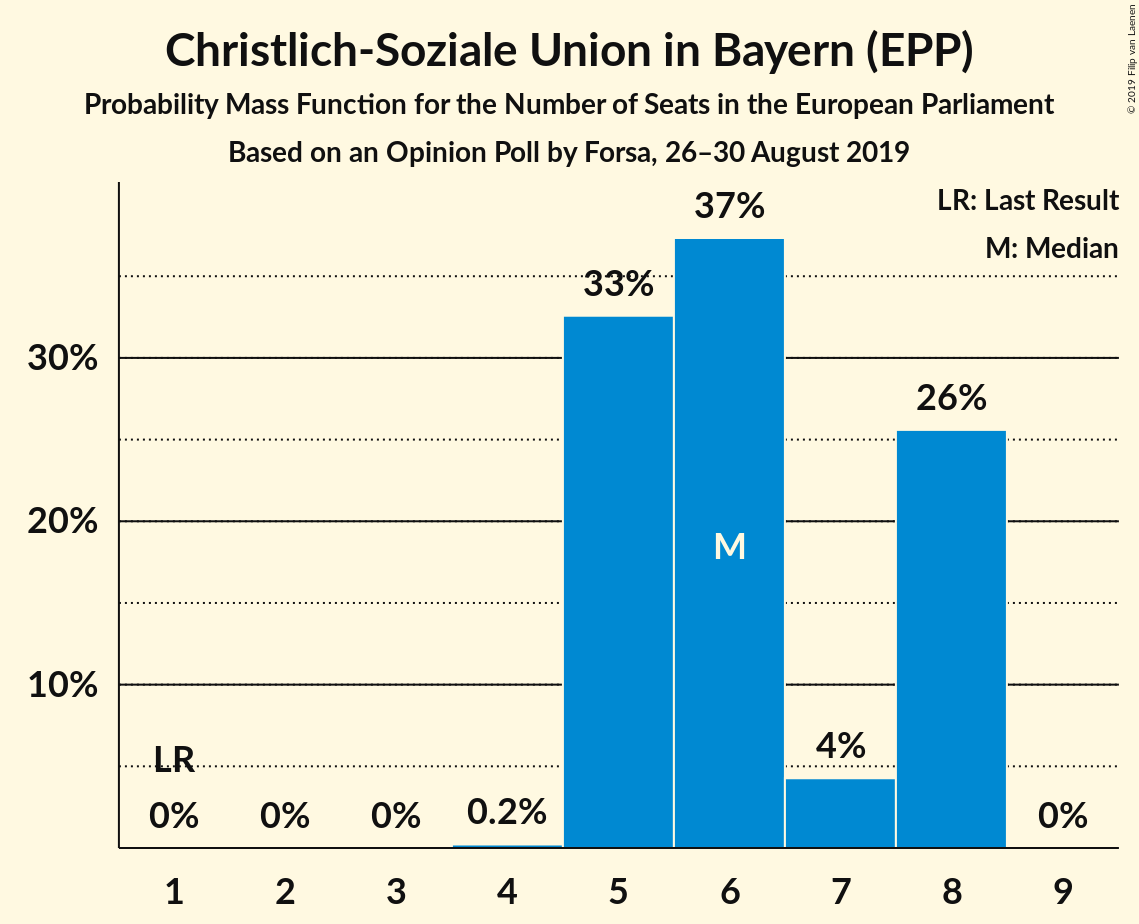 Christlich-Soziale Union in Bayern (EPP)
Probability Mass Function for the Number of Seats in the European Parliament
Based on an Opinion Poll by Forsa, 26–30 August 2019
© 2019 Filip van Laenen
LR: Last Result
M: Median
37%
33%
30%
26%
20%
M
10%
4%
LR
0% 0% 0% 0.2% 0%
1 2 3 4 5 6 7 8 9